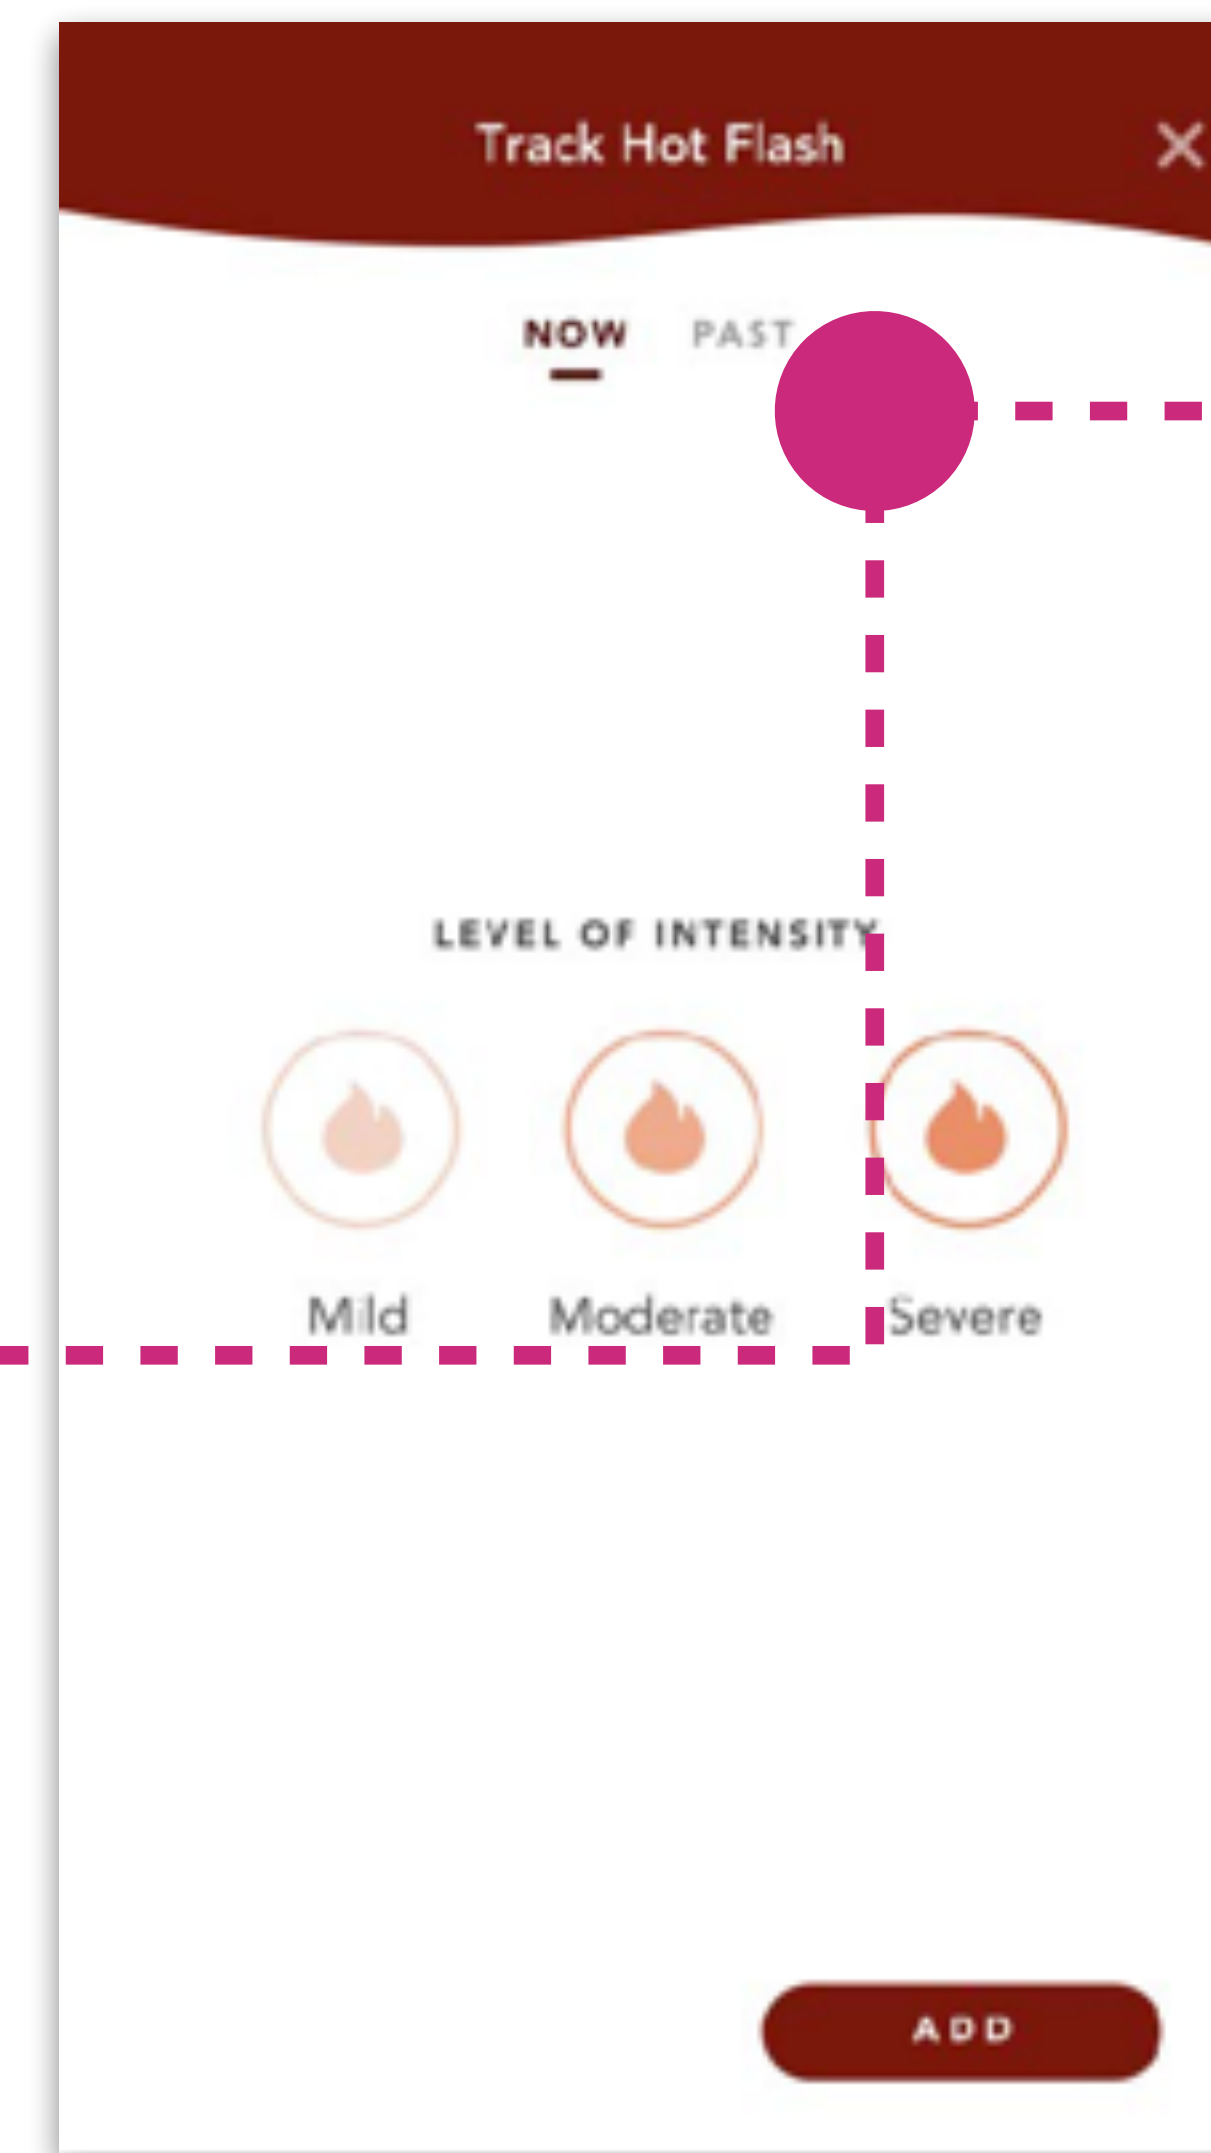 Track Hot Flash
NOW PAST
LEVEL OF INTENSITY
Mild Moderate Severe
ADD